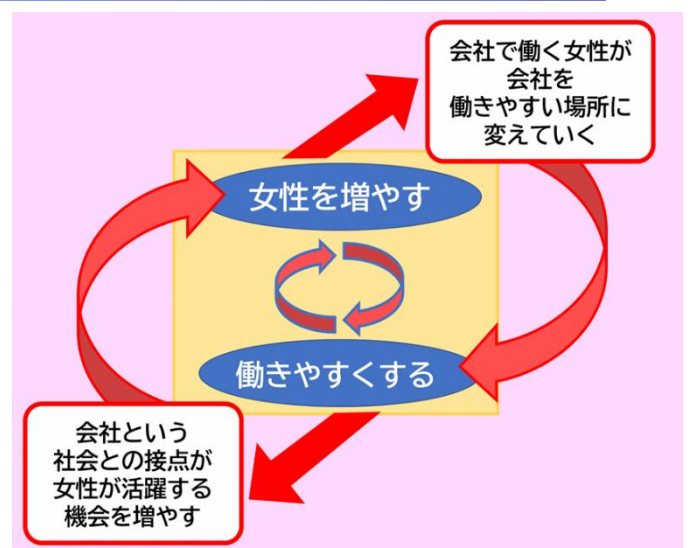 会社で働く女性が
会社を
働きやすい場所に
変えていく
女性を増やす
働きやすくする
会社という
社会との接点が
女性が活躍する
機会を増やす